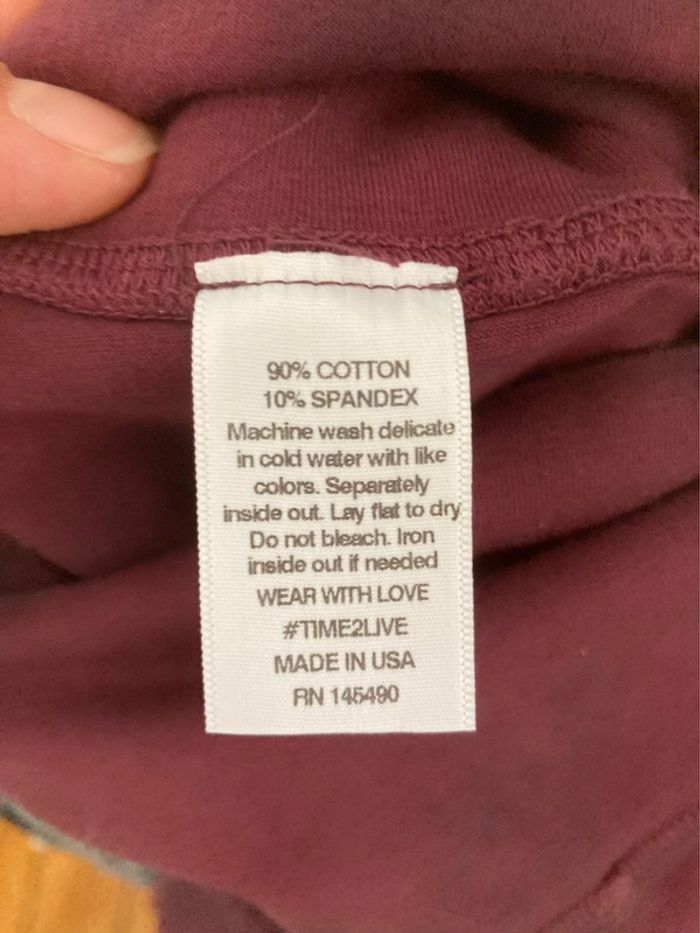 90% COTTON
10% SPANDEX
Machine wash delicate
in cold water with like
colors. Separately
inside out. Lay flat to dry
Do not bleach. Iron
inside out if needed
WEAR WITH LOVE
#TIME2LIVE
MADE IN USA
RN 145490